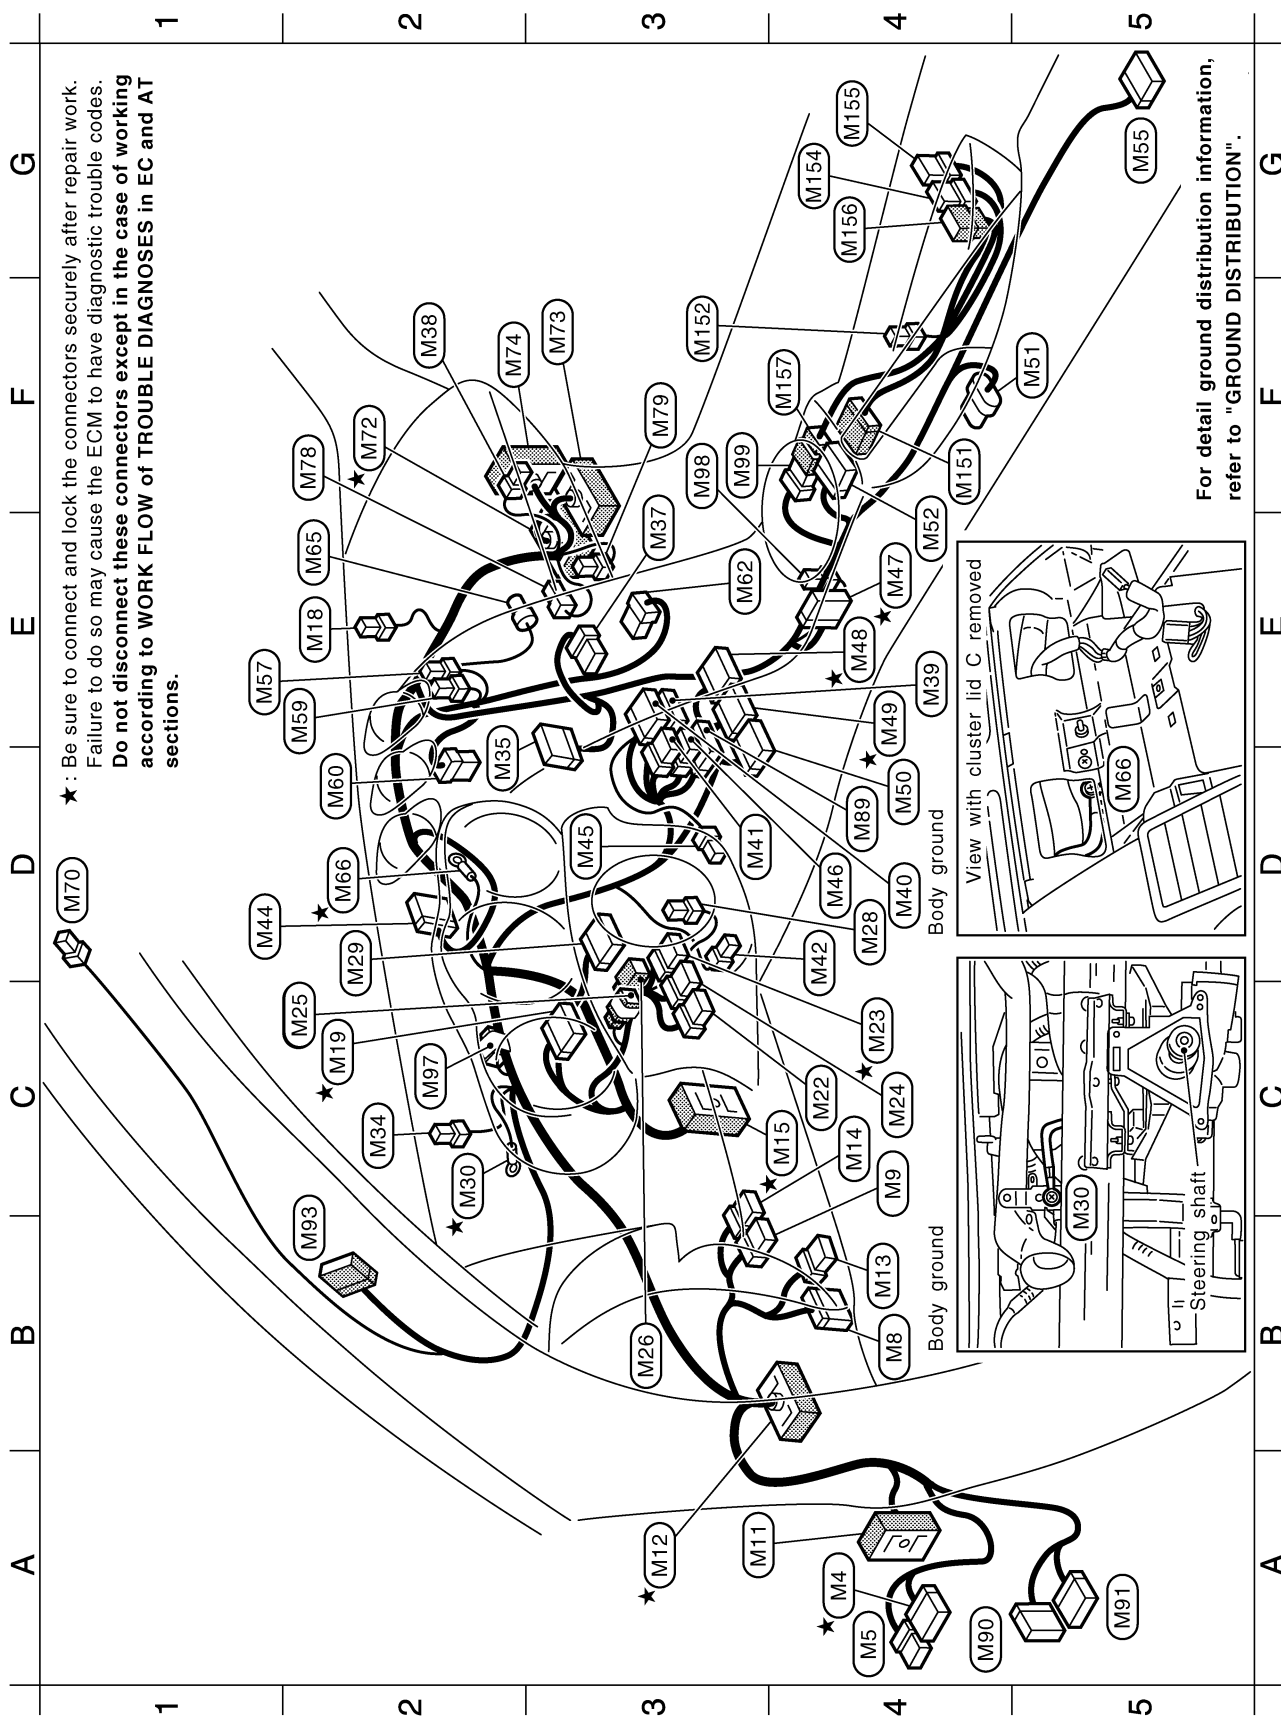 ★: Be sure to connect and lock the connectors securely after repair work.
Failure to do so may cause the ECM to have diagnostic trouble codes.
Do not disconnect these connectors except in the case of working
according to WORK FLOW of TROUBLE DIAGNOSES in EC and AT
sections.
A
B
C
D
E
F
G
1
2
3
4
5
M70
M93
★ M30
M34
M97
★ M19
M25
M29
M44
★ M66
M60
M59
M57
M18
M65
M78
★ M72
M38
M74
M73
M79
M37
M62
M35
M45
M26
★ M12
M11
★ M4
M5
M90
M91
M8
M13
M9
M14
★ M15
M22
M24
★ M23
M42
M28
M40
M46
M41
M89
M50
★ M49
M39
★ M48
★ M47
M52
M151
M98
M99
M157
M152
M156
M154
M155
M51
M55
Body ground
M30
Steering shaft
Body ground
View with cluster lid C removed
M66
For detail ground distribution information,
refer to "GROUND DISTRIBUTION".
1
2
3
4
5
A
B
C
D
E
F
G